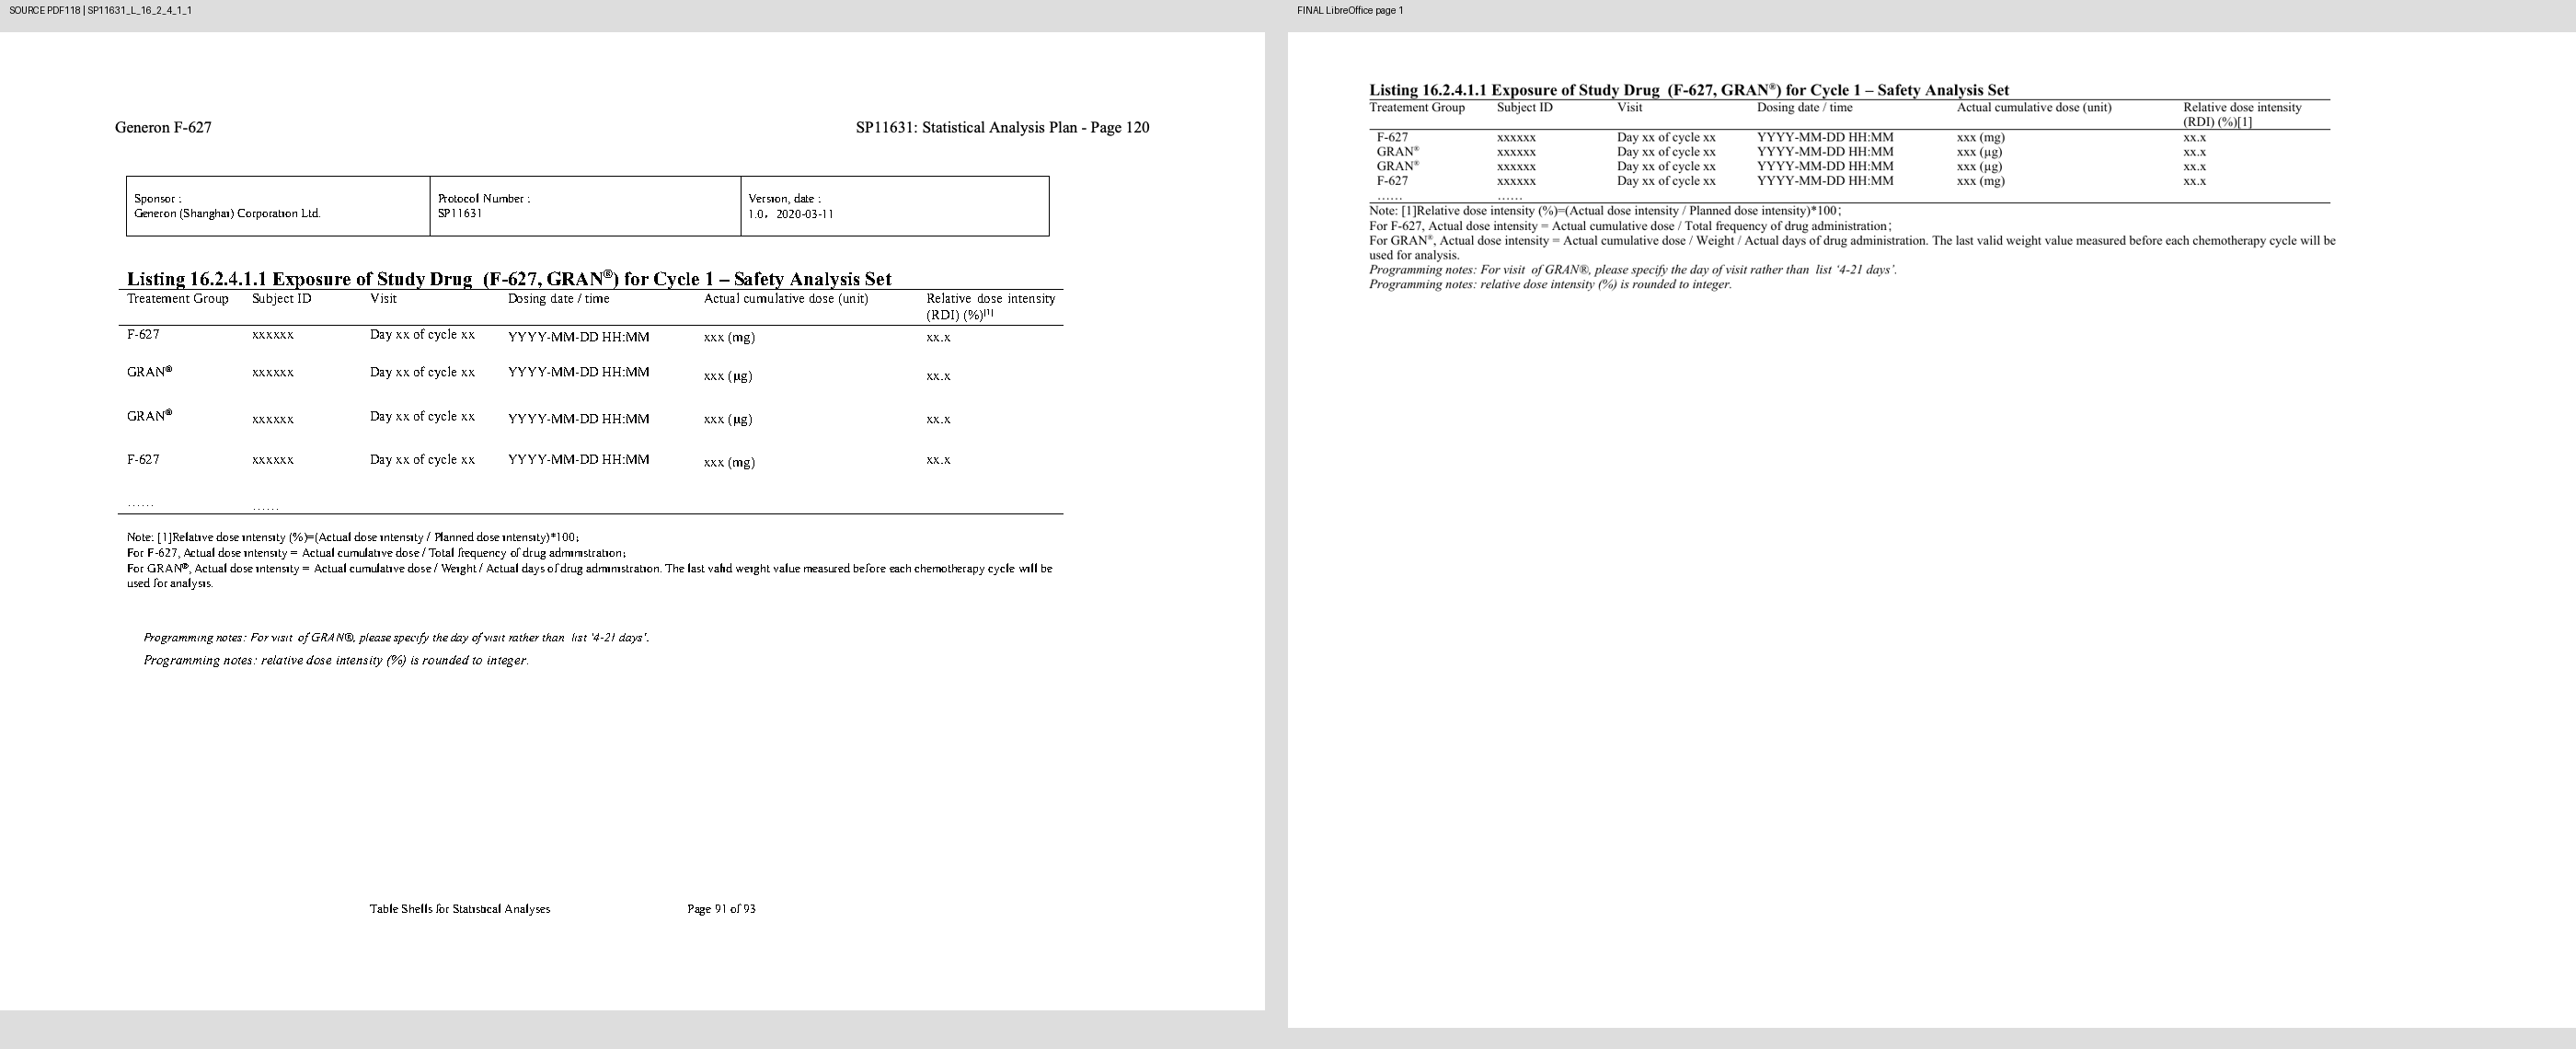 SOURCE PDF118 | SP11631_L_16_2_4_1_1
Generon F-627 SP11631: Statistical Analysis Plan - Page 120
Sponsor : Protocol Number : Version, date :
Generon (Shanghai) Corporation Ltd. SP11631 1.0，2020-03-11
Listing 16.2.4.1.1 Exposure of Study Drug  (F-627, GRAN®) for Cycle 1 – Safety Analysis Set
Treatement Group Subject ID Visit Dosing date / time Actual cumulative dose (unit) Relative dose intensity
(RDI) (%)[1]
F-627 xxxxxx Day xx of cycle xx YYYY-MM-DD HH:MM xxx (mg) xx.x
GRAN® xxxxxx Day xx of cycle xx YYYY-MM-DD HH:MM xxx (µg) xx.x
GRAN® xxxxxx Day xx of cycle xx YYYY-MM-DD HH:MM xxx (µg) xx.x
F-627 xxxxxx Day xx of cycle xx YYYY-MM-DD HH:MM xxx (mg) xx.x
…… ……
Note: [1]Relative dose intensity (%)=(Actual dose intensity / Planned dose intensity)*100;
For F-627, Actual dose intensity = Actual cumulative dose / Total frequency of drug administration;
For GRAN®, Actual dose intensity = Actual cumulative dose / Weight / Actual days of drug administration. The last valid weight value measured before each chemotherapy cycle will be
used for analysis.
Programming notes: For visit  of GRAN®, please specify the day of visit rather than  list ‘4-21 days’.
Programming notes: relative dose intensity (%) is rounded to integer.
Table Shells for Statistical Analyses Page 91 of 93
FINAL LibreOffice page 1
Listing 16.2.4.1.1 Exposure of Study Drug  (F-627, GRAN®) for Cycle 1 – Safety Analysis Set
Treatement Group Subject ID Visit Dosing date / time Actual cumulative dose (unit) Relative dose intensity
(RDI) (%)[1]
F-627 xxxxxx Day xx of cycle xx YYYY-MM-DD HH:MM xxx (mg) xx.x
GRAN® xxxxxx Day xx of cycle xx YYYY-MM-DD HH:MM xxx (µg) xx.x
GRAN® xxxxxx Day xx of cycle xx YYYY-MM-DD HH:MM xxx (µg) xx.x
F-627 xxxxxx Day xx of cycle xx YYYY-MM-DD HH:MM xxx (mg) xx.x
…… ……
Note: [1]Relative dose intensity (%)=(Actual dose intensity / Planned dose intensity)*100;
For F-627, Actual dose intensity = Actual cumulative dose / Total frequency of drug administration;
For GRAN®, Actual dose intensity = Actual cumulative dose / Weight / Actual days of drug administration. The last valid weight value measured before each chemotherapy cycle will be
used for analysis.
Programming notes: For visit  of GRAN®, please specify the day of visit rather than  list ‘4-21 days’.
Programming notes: relative dose intensity (%) is rounded to integer.